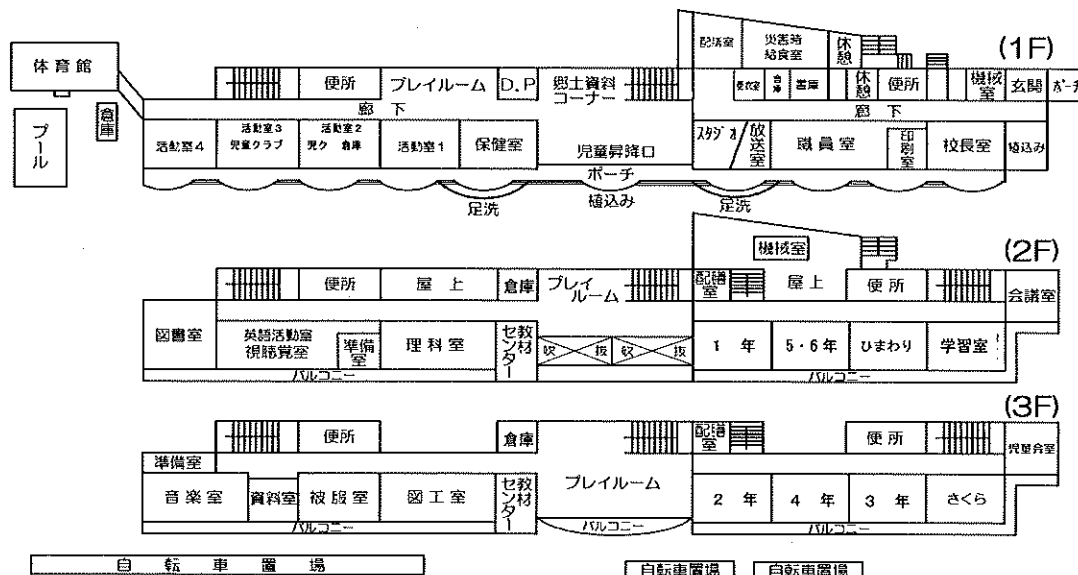 (1F)
体育館
プール
倉庫
配膳室
災害時
給食室
休憩
便所
プレイルーム
D.P
郷土資料
コーナー
更衣室
倉庫
書庫
休憩
便所
機械室
玄関
ポーチ
廊下
廊下
活動室4
活動室3
児童クラブ
活動室2
児ク 倉庫
活動室1
保健室
児童昇降口
スタジオ
放送室
職員室
印刷室
校長室
植込み
ポーチ
足洗
植込み
足洗
(2F)
機械室
便所
屋上
倉庫
プレイ
ルーム
配膳室
屋上
便所
会議室
図書室
英語活動室
視聴覚室
準備室
理科室
教材
センター
吹 抜
吹 抜
1 年
5・6年
ひまわり
学習室
バルコニー
バルコニー
(3F)
便所
倉庫
配膳室
便所
児童会室
準備室
音楽室
資料室
被服室
図工室
教材
センター
プレイルーム
2 年
4 年
3 年
さくら
バルコニー
バルコニー
バルコニー
自転車置場
自転車置場
自転車置場